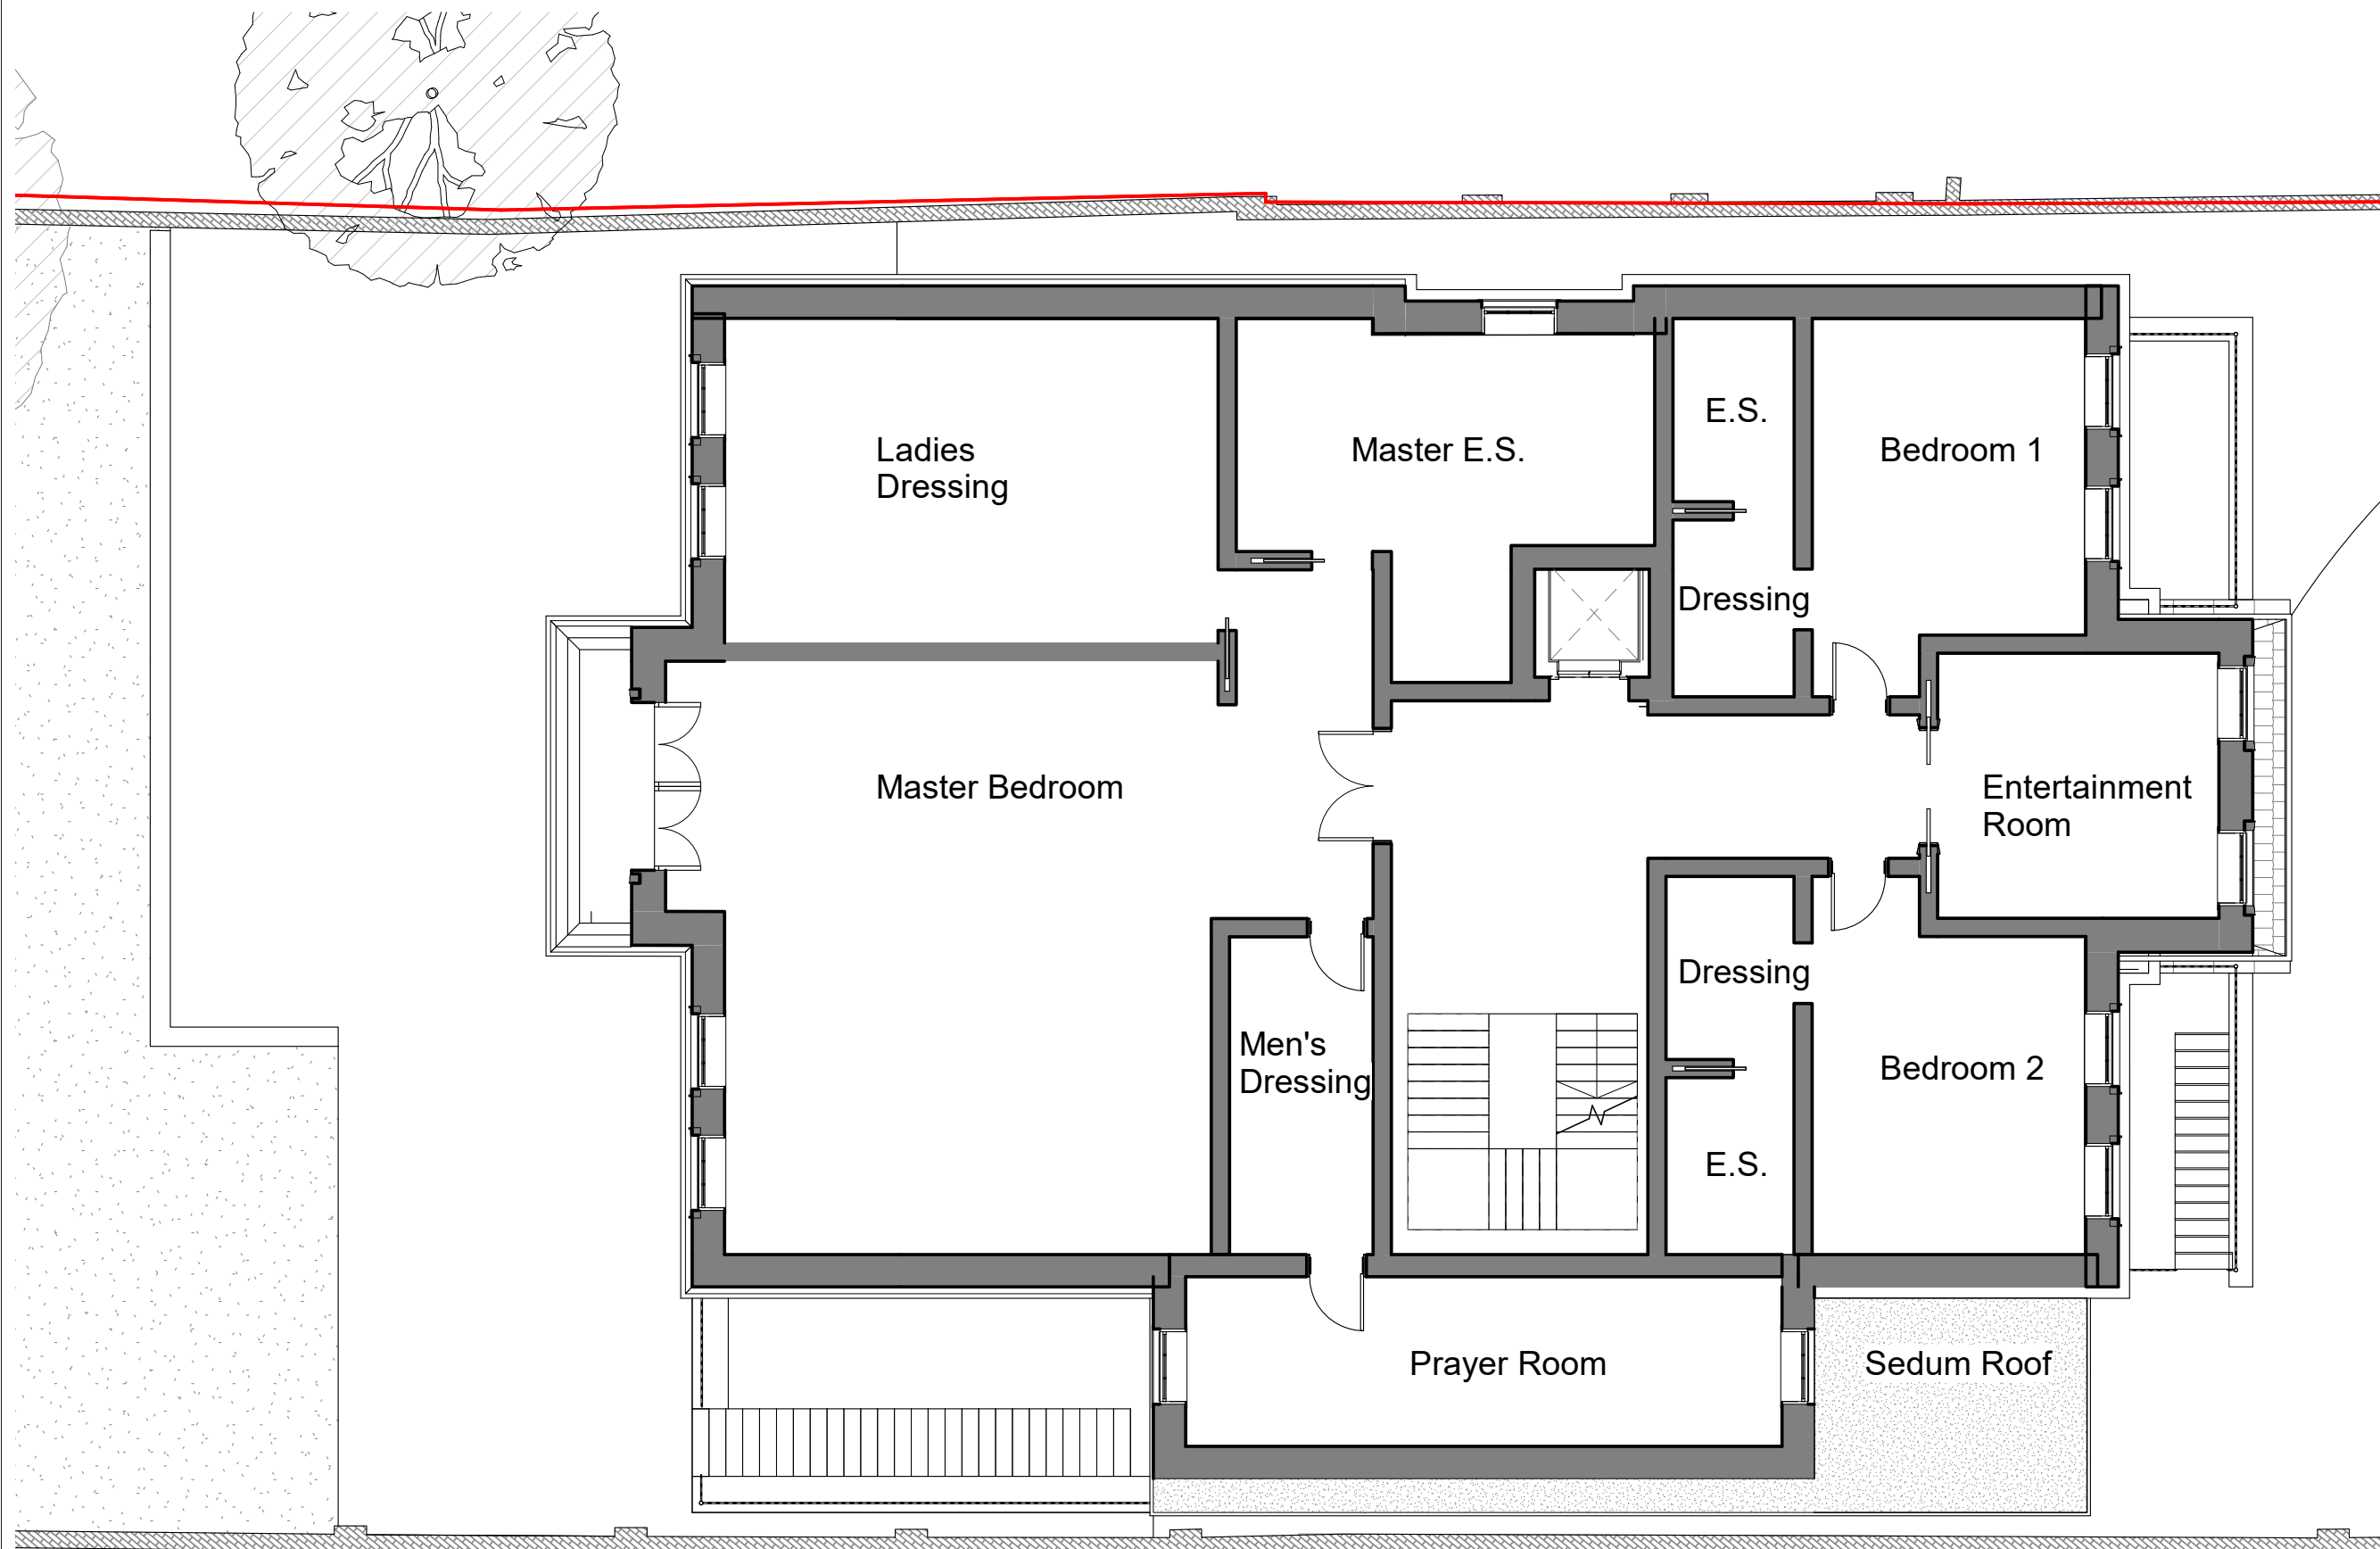 E.S.
Ladies
Dressing
Master E.S.
Bedroom 1
Dressing
Master Bedroom
Entertainment
Room
Dressing
Men's
Dressing
Bedroom 2
E.S.
Prayer Room
Sedum Roof